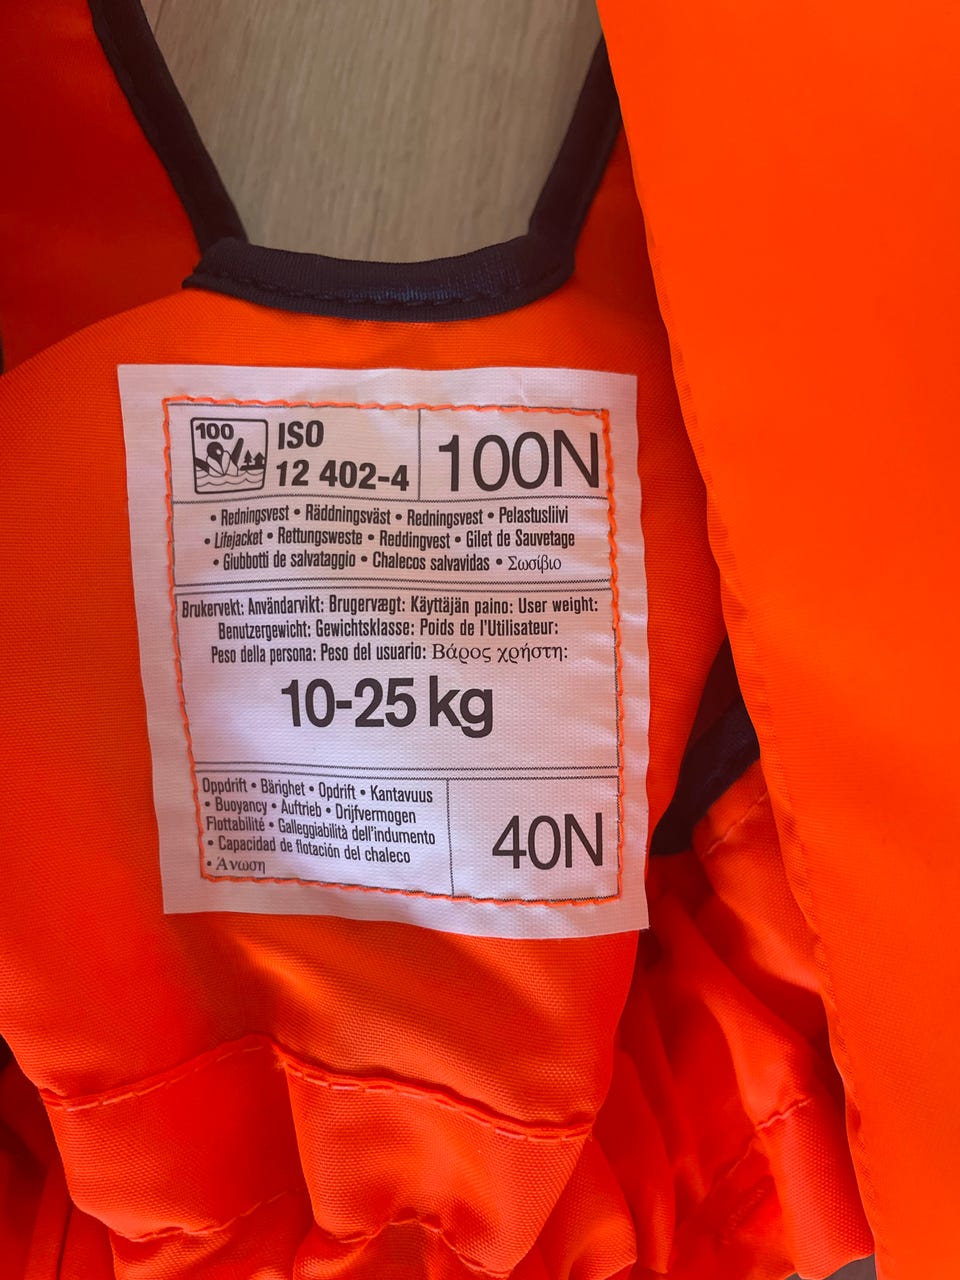 100
ISO
12 402-4
100N
• Redningsvest • Räddningsväst • Redningsvest • Pelastusliivi
• Lifejacket • Rettungsweste • Reddingvest • Gilet de Sauvetage
• Giubbotti de salvataggio • Chalecos salvavidas • Σωσίβιο
Brukervekt: Användarvikt: Brugervægt: Käyttäjän paino: User weight:
Benutzergewicht: Gewichtsklasse: Poids de l'Utilisateur:
Peso della persona: Peso del usuario: Βάρος χρήστη:
10-25 kg
Oppdrift • Bärighet • Opdrift • Kantavuus
• Buoyancy • Auftrieb • Drijfvermogen
Flottabilité • Galleggiabilità dell'indumento
• Capacidad de flotación del chaleco
• Άνωση
40N